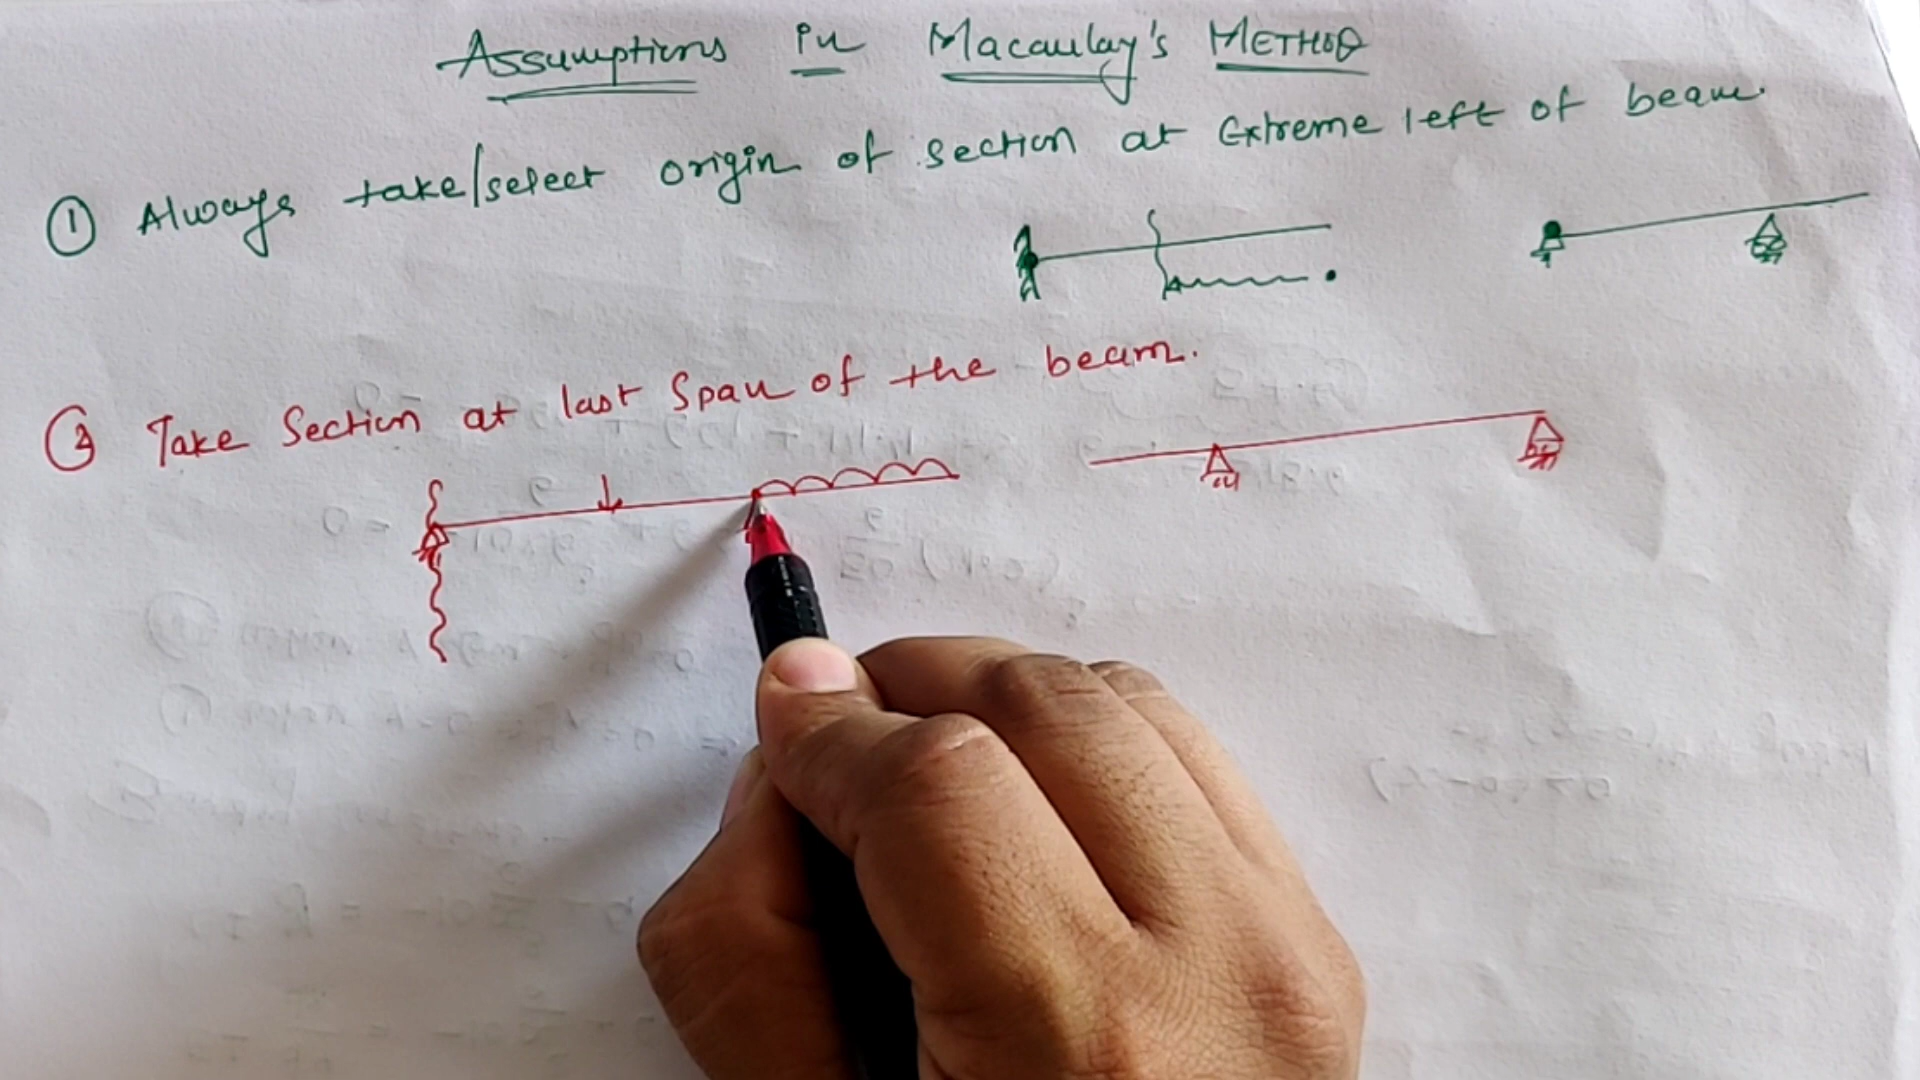 Assumptions in Macaulay's METHOD
① Always take/select origin of section at Extreme left of beam.
② Take Section at last Span of the beam.